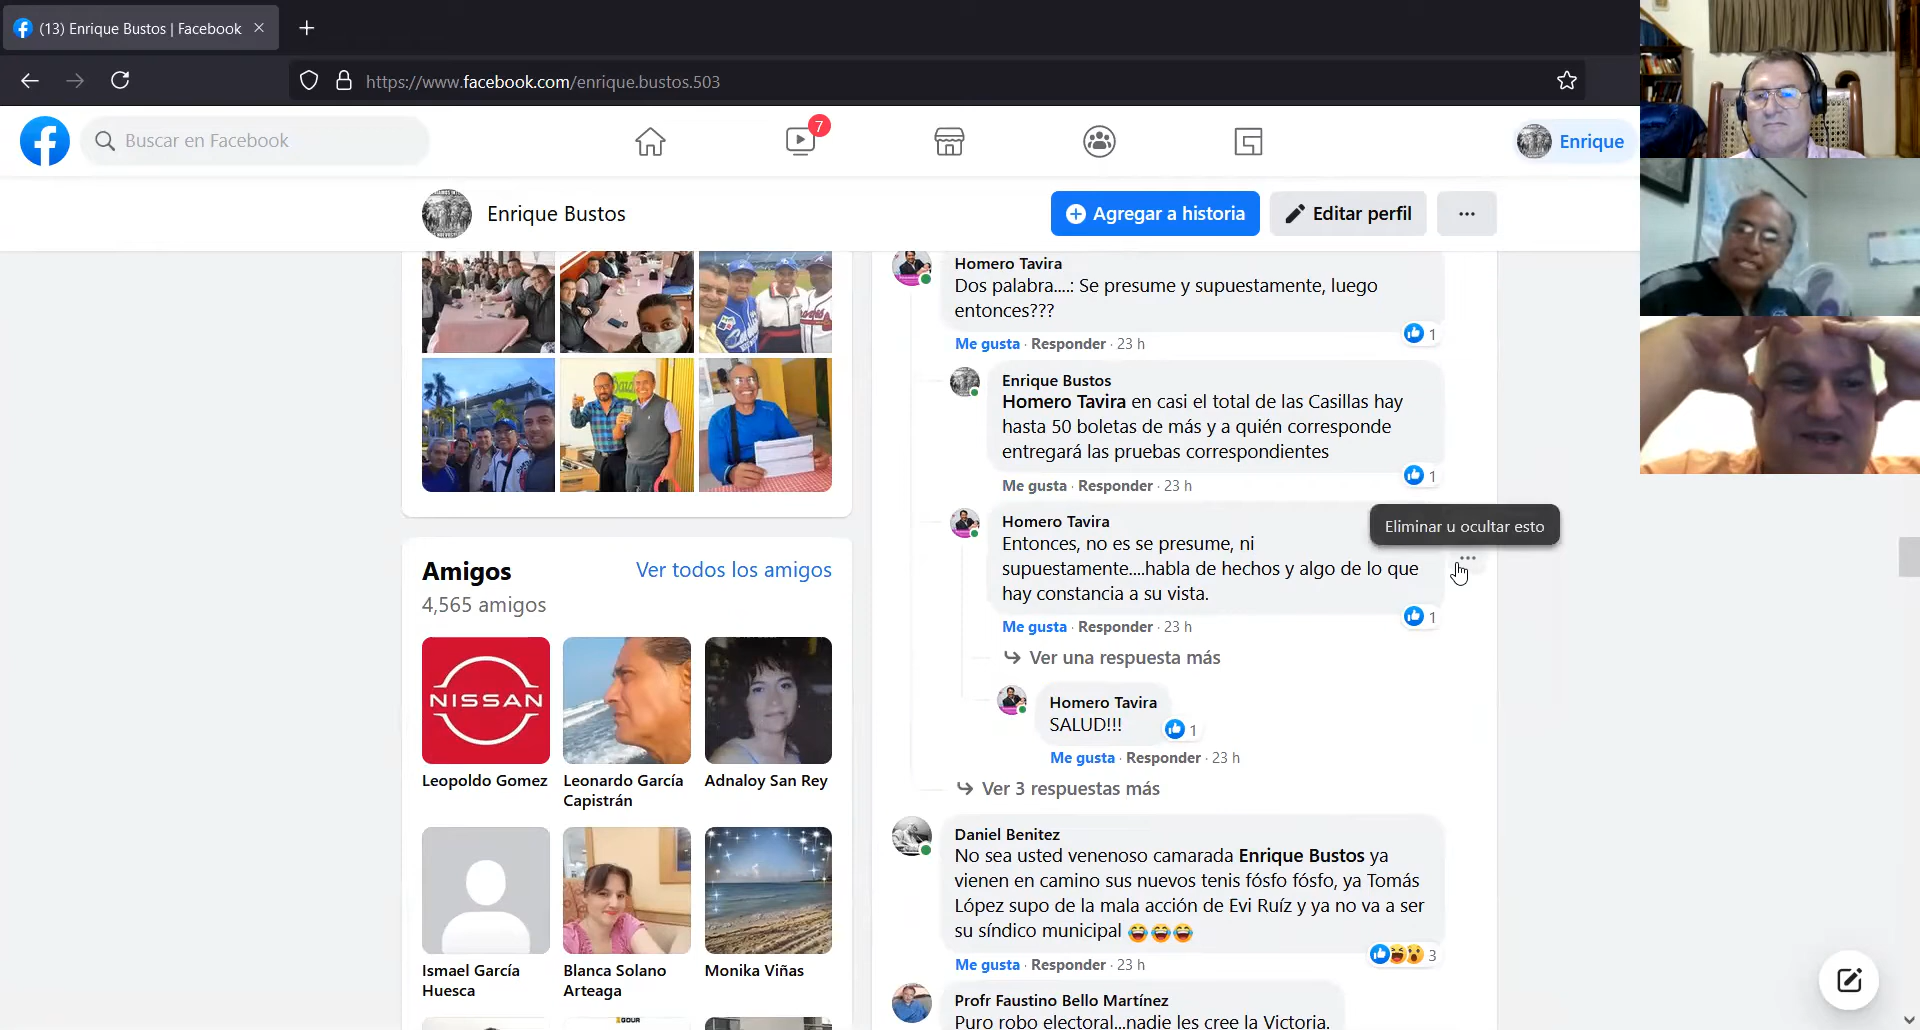 (13) Enrique Bustos | Facebook
https://www.facebook.com/enrique.bustos.503
Buscar en Facebook
7
Enrique
Enrique Bustos
Agregar a historia
Editar perfil
Amigos
Ver todos los amigos
4,565 amigos
NISSAN
Leopoldo Gomez
Leonardo García
Capistrán
Adnaloy San Rey
Ismael García
Huesca
Blanca Solano
Arteaga
Monika Viñas
Homero Tavira
Dos palabra....: Se presume y supuestamente, luego
entonces???
1
Me gusta · Responder · 23 h
Enrique Bustos
Homero Tavira en casi el total de las Casillas hay
hasta 50 boletas de más y a quién corresponde
entregará las pruebas correspondientes
1
Me gusta · Responder · 23 h
Eliminar u ocultar esto
Homero Tavira
Entonces, no es se presume, ni
supuestamente....habla de hechos y algo de lo que
hay constancia a su vista.
1
Me gusta · Responder · 23 h
Ver una respuesta más
Homero Tavira
SALUD!!!
1
Me gusta · Responder · 23 h
Ver 3 respuestas más
Daniel Benitez
No sea usted venenoso camarada Enrique Bustos ya
vienen en camino sus nuevos tenis fósfo fósfo, ya Tomás
López supo de la mala acción de Evi Ruíz y ya no va a ser
su síndico municipal 😂😂😂
3
Me gusta · Responder · 23 h
Profr Faustino Bello Martínez
Puro robo electoral...nadie les cree la Victoria.